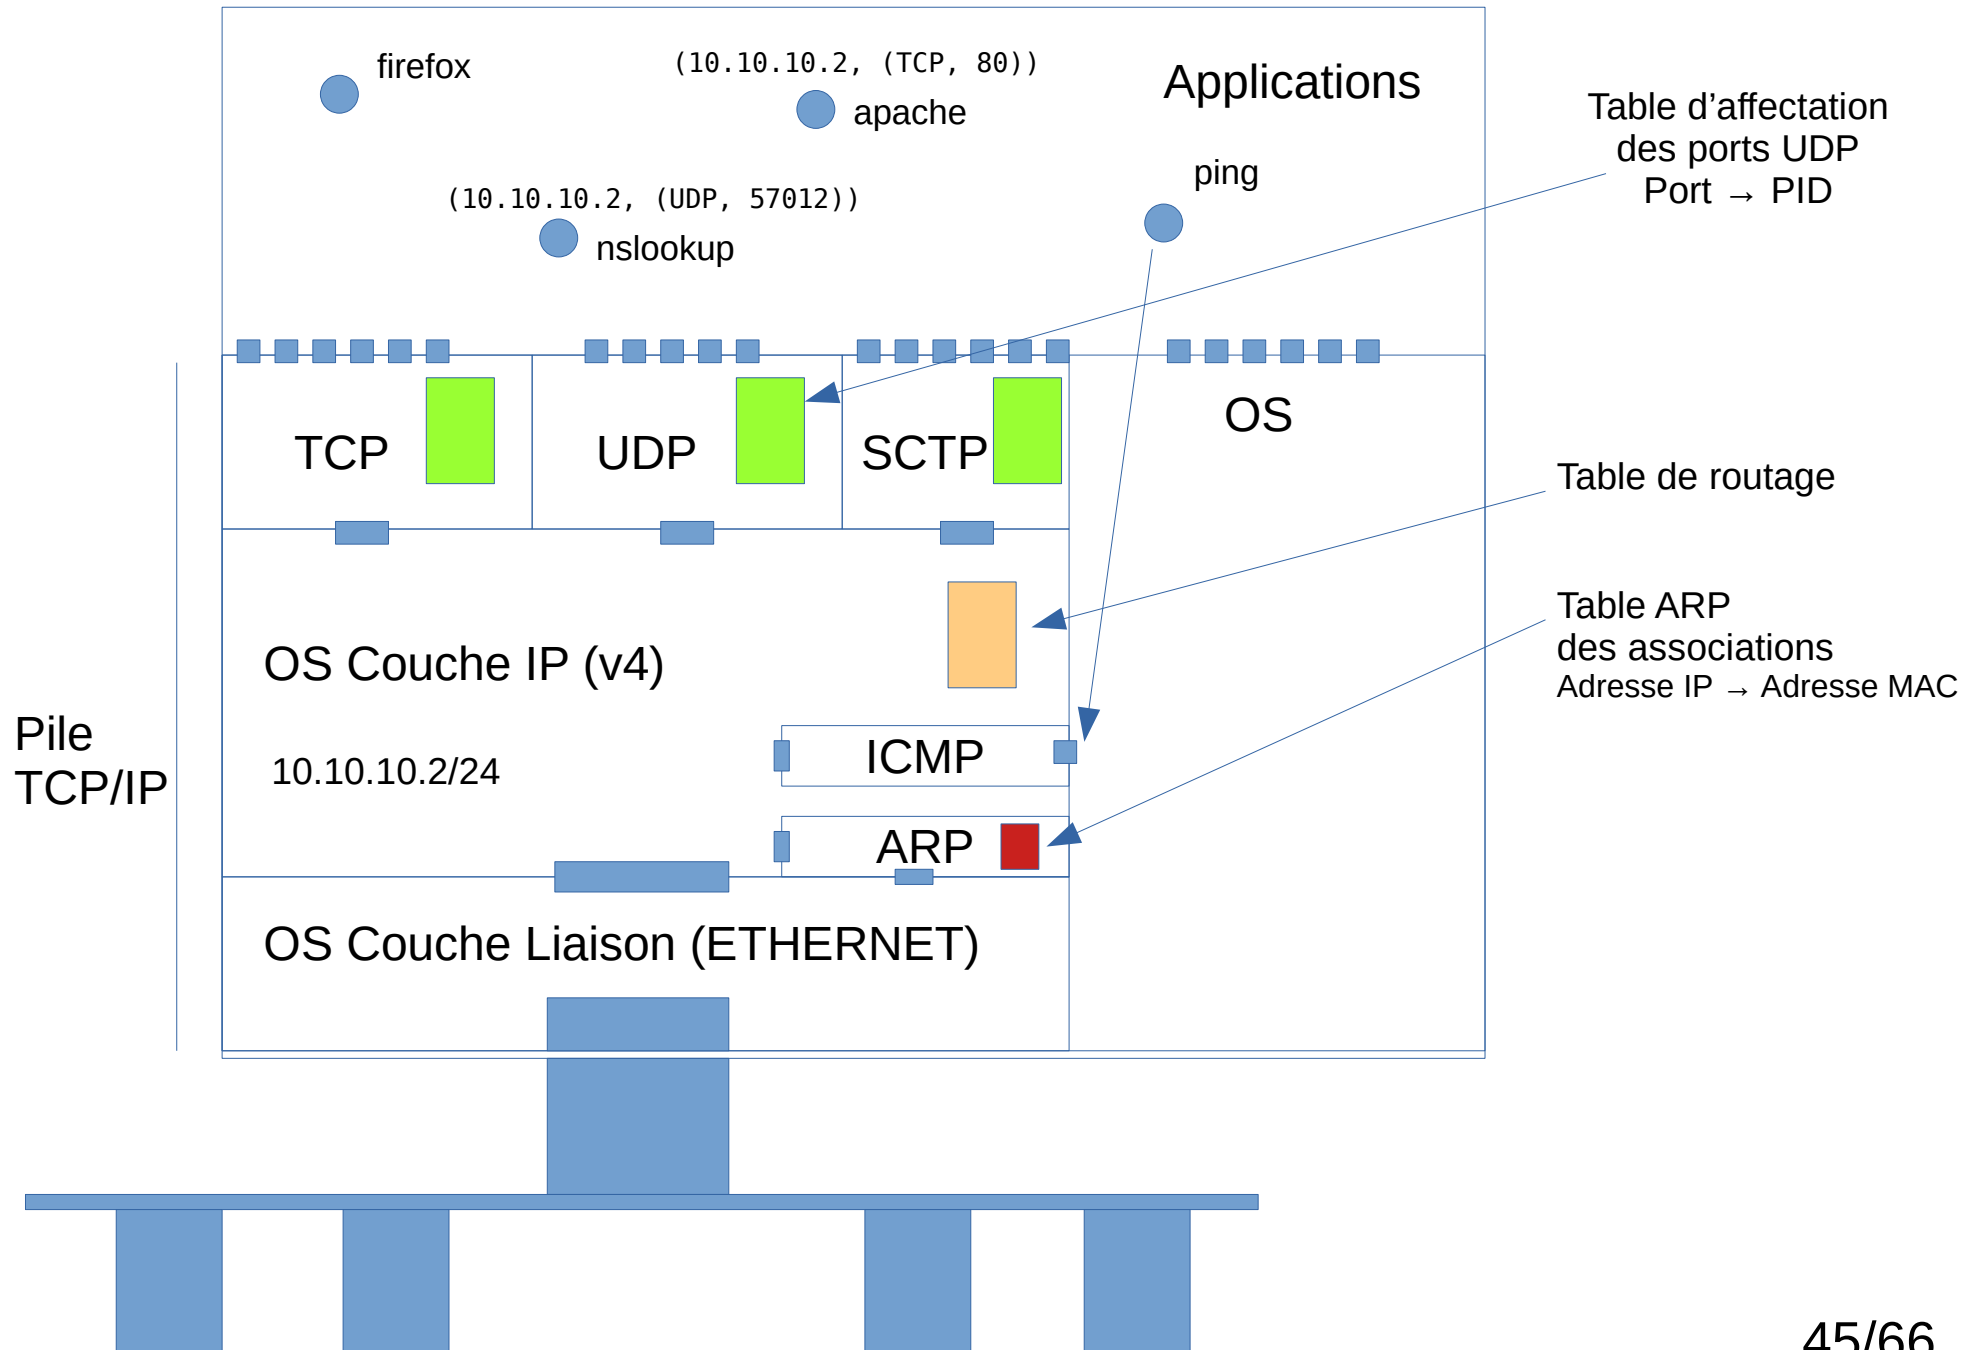 firefox
(10.10.10.2, (TCP, 80))
apache
Applications
Table d’affectation
des ports UDP
Port → PID
ping
(10.10.10.2, (UDP, 57012))
nslookup
TCP
UDP
SCTP
OS
Table de routage
OS Couche IP (v4)
Table ARP
des associations
Adresse IP → Adresse MAC
Pile
TCP/IP
10.10.10.2/24
ICMP
ARP
OS Couche Liaison (ETHERNET)
45/66